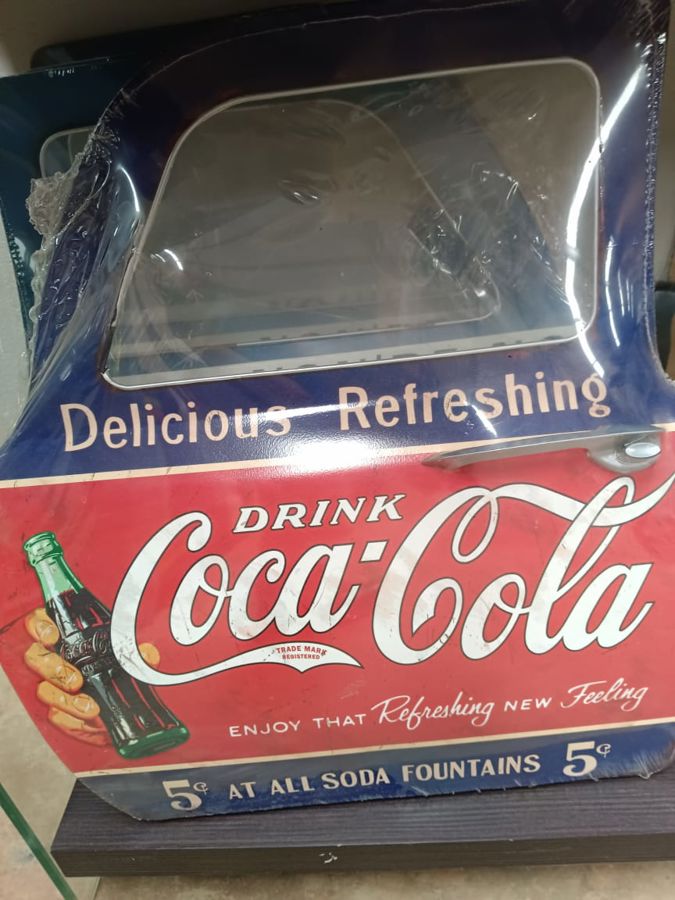 Delicious Refreshing
DRINK
Coca-Cola
TRADE MARK
REGISTERED
ENJOY THAT Refreshing NEW Feeling
5¢ AT ALL SODA FOUNTAINS 5¢